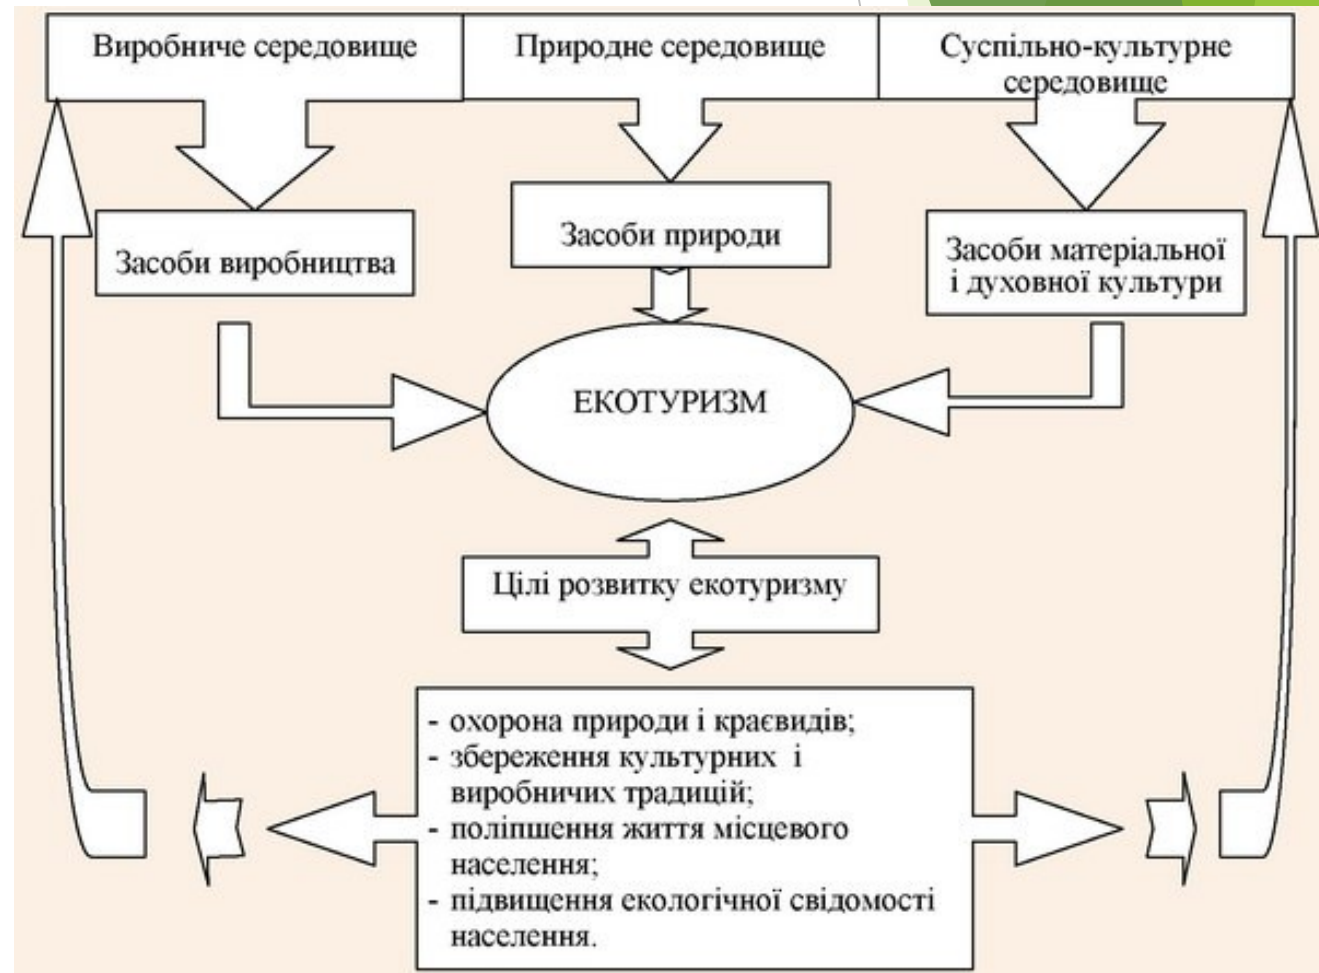 Виробниче середовище
Природне середовище
Суспільно-культурне
середовище
Засоби виробництва
Засоби природи
Засоби матеріальної
і духовної культури
ЕКОТУРИЗМ
Цілі розвитку екотуризму
- охорона природи і краєвидів;
- збереження культурних і
виробничих традицій;
- поліпшення життя місцевого
населення;
- підвищення екологічної свідомості
населення.